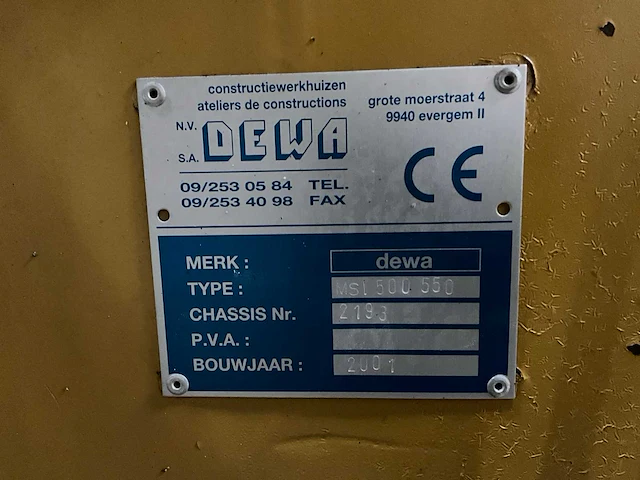 constructiewerkhuizen
ateliers de constructions
grote moerstraat 4
9940 evergem II
N.V.
S.A.
DEWA
09/253 05 84 TEL.
09/253 40 98 FAX
CE
MERK : dewa
TYPE : MSI 500 550
CHASSIS Nr. 2193
P.V.A. :
BOUWJAAR : 2001